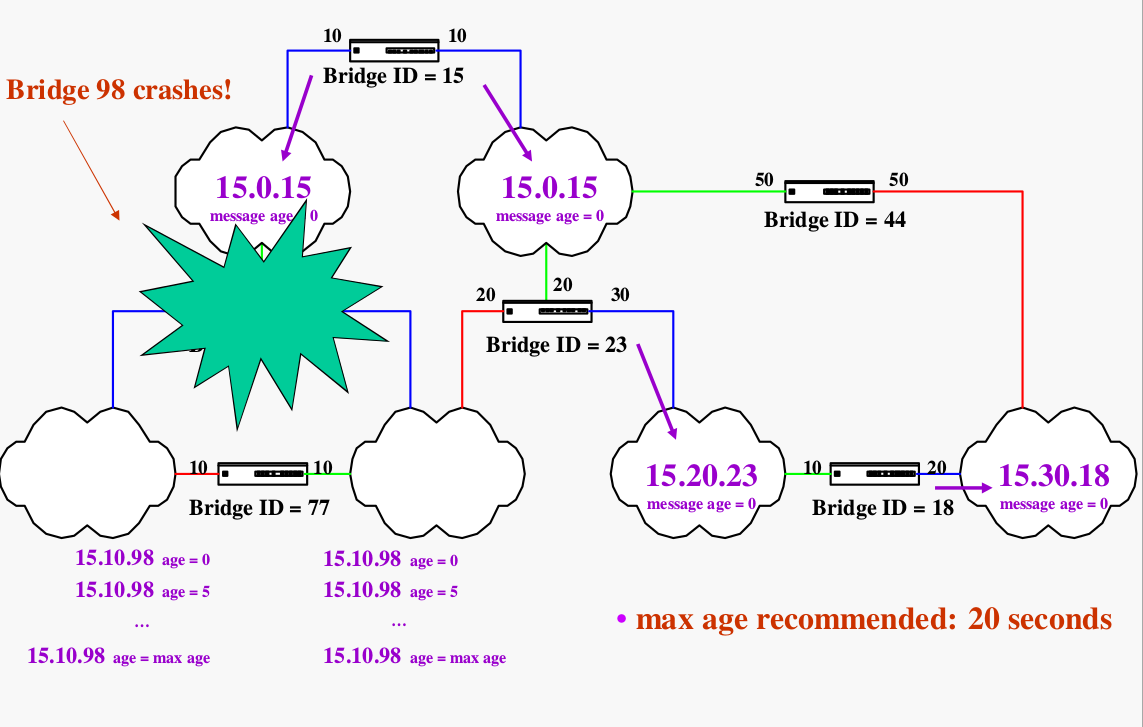 10
10
Bridge ID = 15
Bridge 98 crashes!
15.0.15
message age = 0
15.0.15
message age = 0
50
50
Bridge ID = 44
20
20
30
Bridge ID = 23
10
10
Bridge ID = 77
15.20.23
message age = 0
10
20
Bridge ID = 18
15.30.18
message age = 0
15.10.98 age = 0
15.10.98 age = 5
...
15.10.98 age = max age
15.10.98 age = 0
15.10.98 age = 5
...
15.10.98 age = max age
• max age recommended: 20 seconds